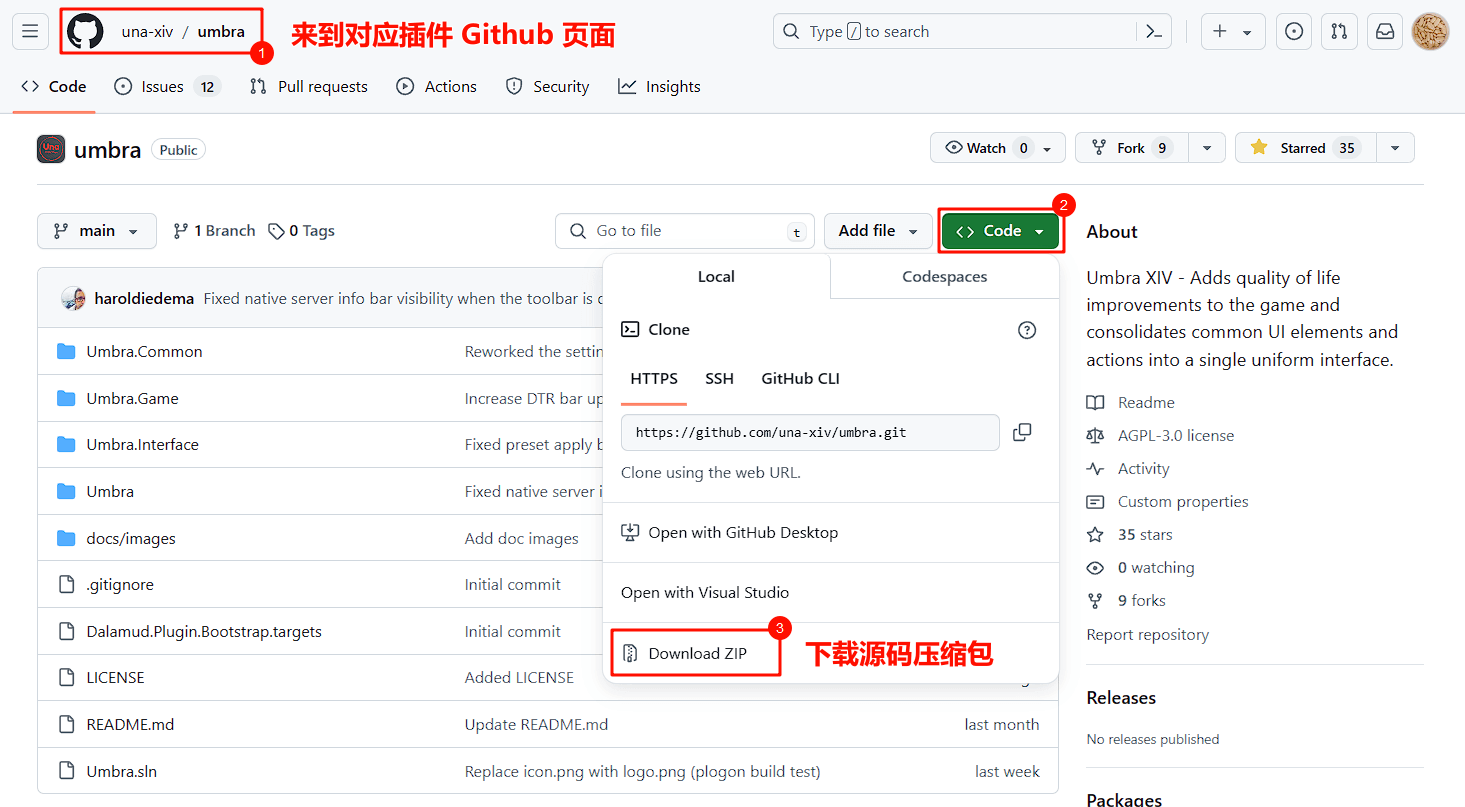 una-xiv / umbra
1
来到对应插件 Github 页面
Type / to search
Code
Issues 12
Pull requests
Actions
Security
Insights
umbra Public
Watch 0
Fork 9
Starred 35
main
1 Branch
0 Tags
Go to file t
Add file
Code
2
haroldiedema Fixed native server info bar visibility when the toolbar is
Umbra.Common Reworked the settin
Umbra.Game Increase DTR bar up
Umbra.Interface Fixed preset apply b
Umbra Fixed native server i
docs/images Add doc images
.gitignore Initial commit
Dalamud.Plugin.Bootstrap.targets Initial commit
LICENSE Added LICENSE
README.md Update README.md last month
Umbra.sln Replace icon.png with logo.png (plogon build test) last week
Local
Codespaces
Clone
HTTPS
SSH
GitHub CLI
https://github.com/una-xiv/umbra.git
Clone using the web URL.
Open with GitHub Desktop
Open with Visual Studio
Download ZIP
3
下载源码压缩包
About
Umbra XIV - Adds quality of life
improvements to the game and
consolidates common UI elements and
actions into a single uniform interface.
Readme
AGPL-3.0 license
Activity
Custom properties
35 stars
0 watching
9 forks
Report repository
Releases
No releases published
Packages